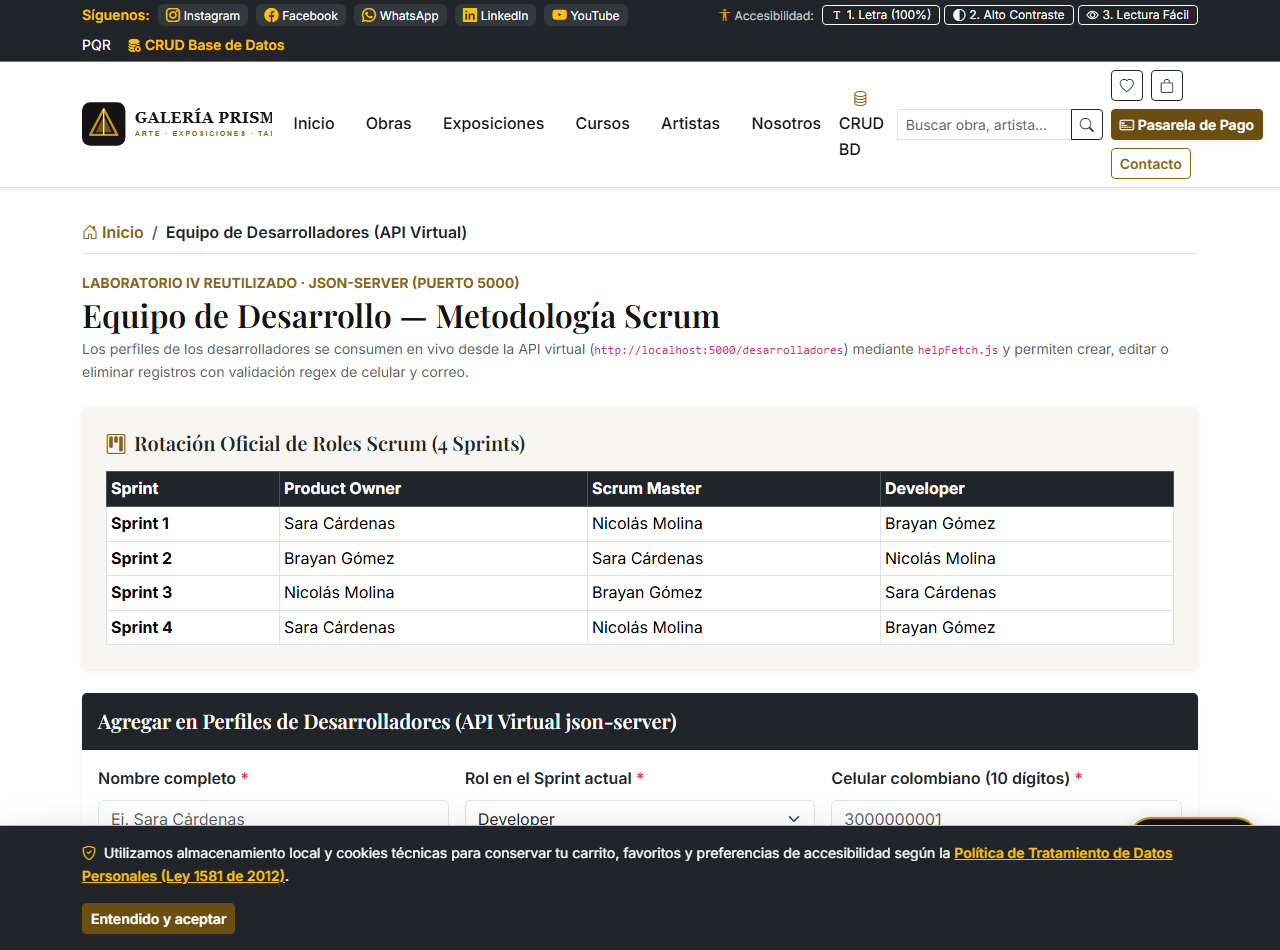 Síguenos: Instagram Facebook WhatsApp LinkedIn YouTube Accesibilidad: 1. Letra (100%) 2. Alto Contraste 3. Lectura Fácil
PQR CRUD Base de Datos
GALERÍA PRISM
ARTE · EXPOSICIONES · TAL
Inicio Obras Exposiciones Cursos Artistas Nosotros CRUD BD
Buscar obra, artista...
Pasarela de Pago
Contacto
Inicio / Equipo de Desarrolladores (API Virtual)
LABORATORIO IV REUTILIZADO · JSON-SERVER (PUERTO 5000)
Equipo de Desarrollo — Metodología Scrum
Los perfiles de los desarrolladores se consumen en vivo desde la API virtual (http://localhost:5000/desarrolladores) mediante helpFetch.js y permiten crear, editar o
eliminar registros con validación regex de celular y correo.
Rotación Oficial de Roles Scrum (4 Sprints)
Sprint Product Owner Scrum Master Developer
Sprint 1 Sara Cárdenas Nicolás Molina Brayan Gómez
Sprint 2 Brayan Gómez Sara Cárdenas Nicolás Molina
Sprint 3 Nicolás Molina Brayan Gómez Sara Cárdenas
Sprint 4 Sara Cárdenas Nicolás Molina Brayan Gómez
Agregar en Perfiles de Desarrolladores (API Virtual json-server)
Nombre completo * Rol en el Sprint actual * Celular colombiano (10 dígitos) *
Ej. Sara Cárdenas Developer 3000000001
Utilizamos almacenamiento local y cookies técnicas para conservar tu carrito, favoritos y preferencias de accesibilidad según la Política de Tratamiento de Datos
Personales (Ley 1581 de 2012).
Entendido y aceptar